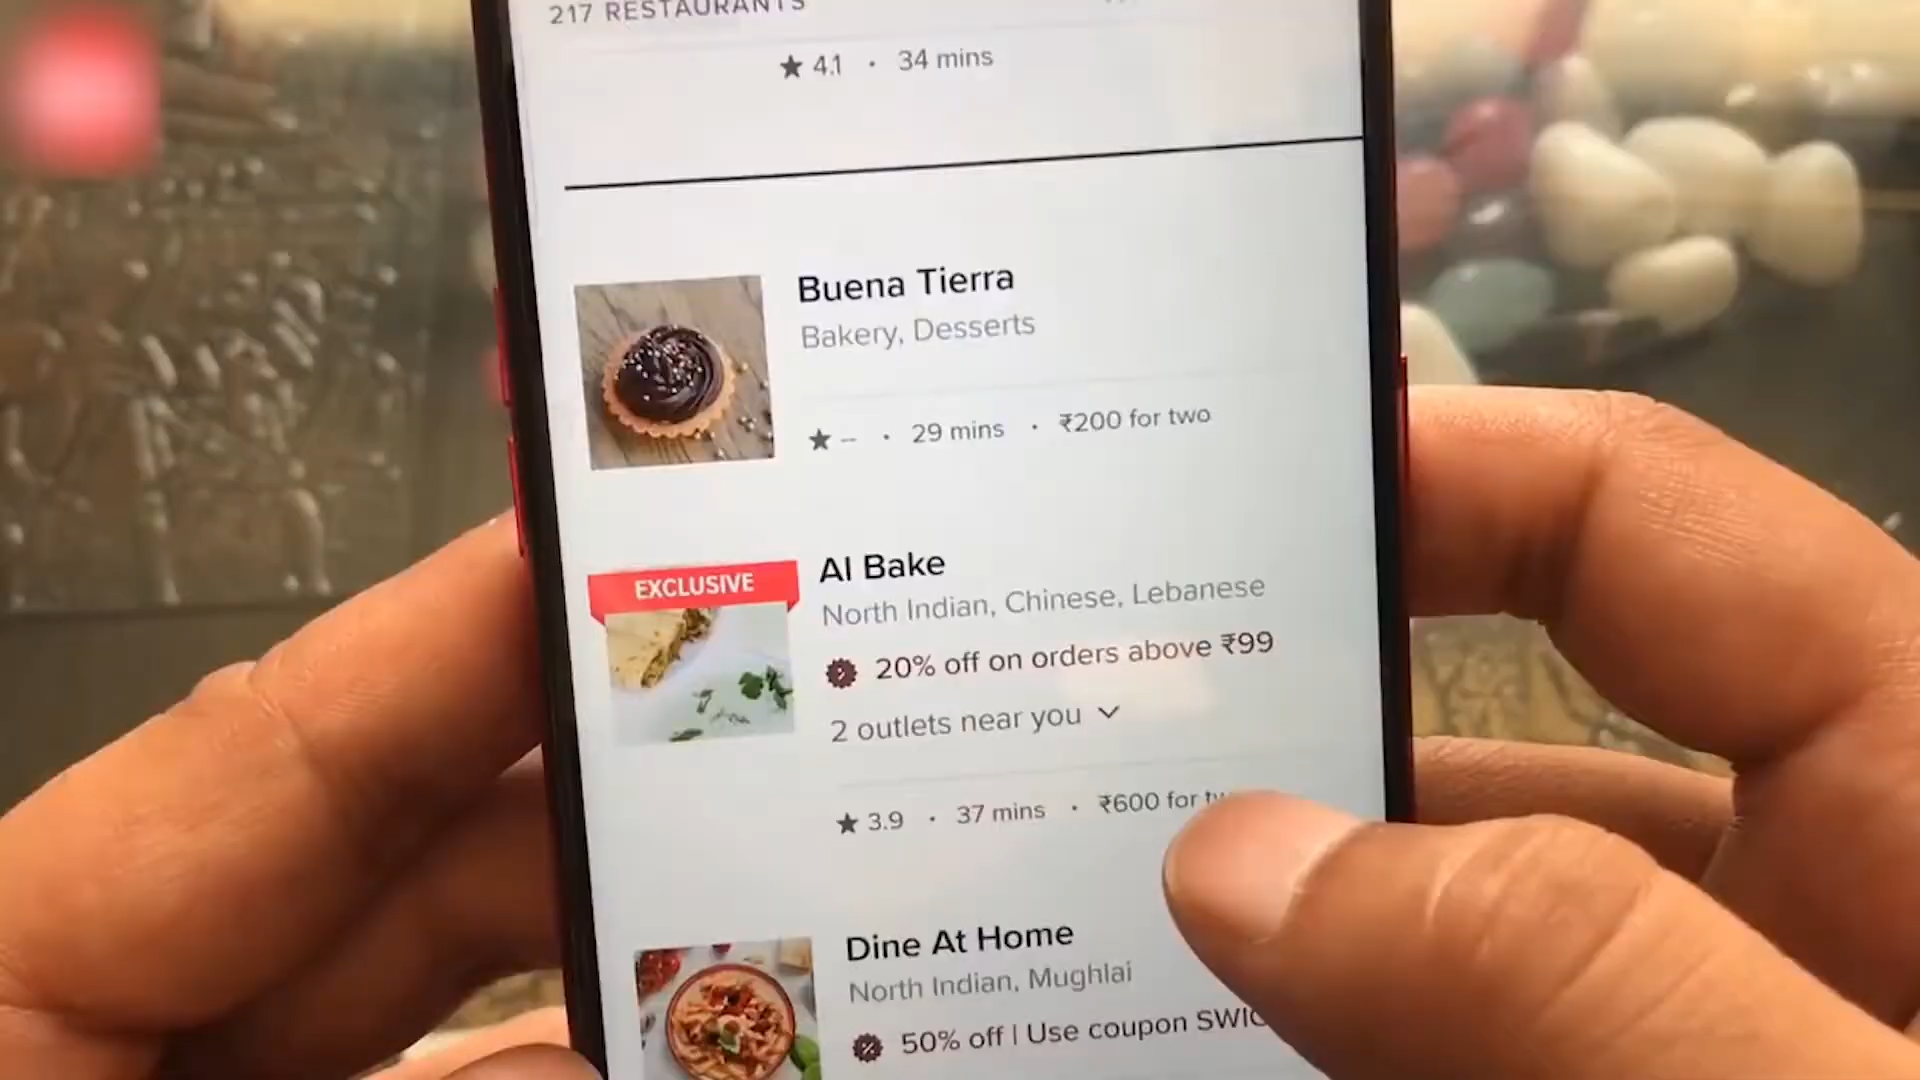 217 RESTAURANTS
★ 4.1 • 34 mins
Buena Tierra
Bakery, Desserts
★ -- • 29 mins • ₹200 for two
EXCLUSIVE
Al Bake
North Indian, Chinese, Lebanese
20% off on orders above ₹99
2 outlets near you
★ 3.9 • 37 mins • ₹600 for
Dine At Home
North Indian, Mughlai
50% off | Use coupon